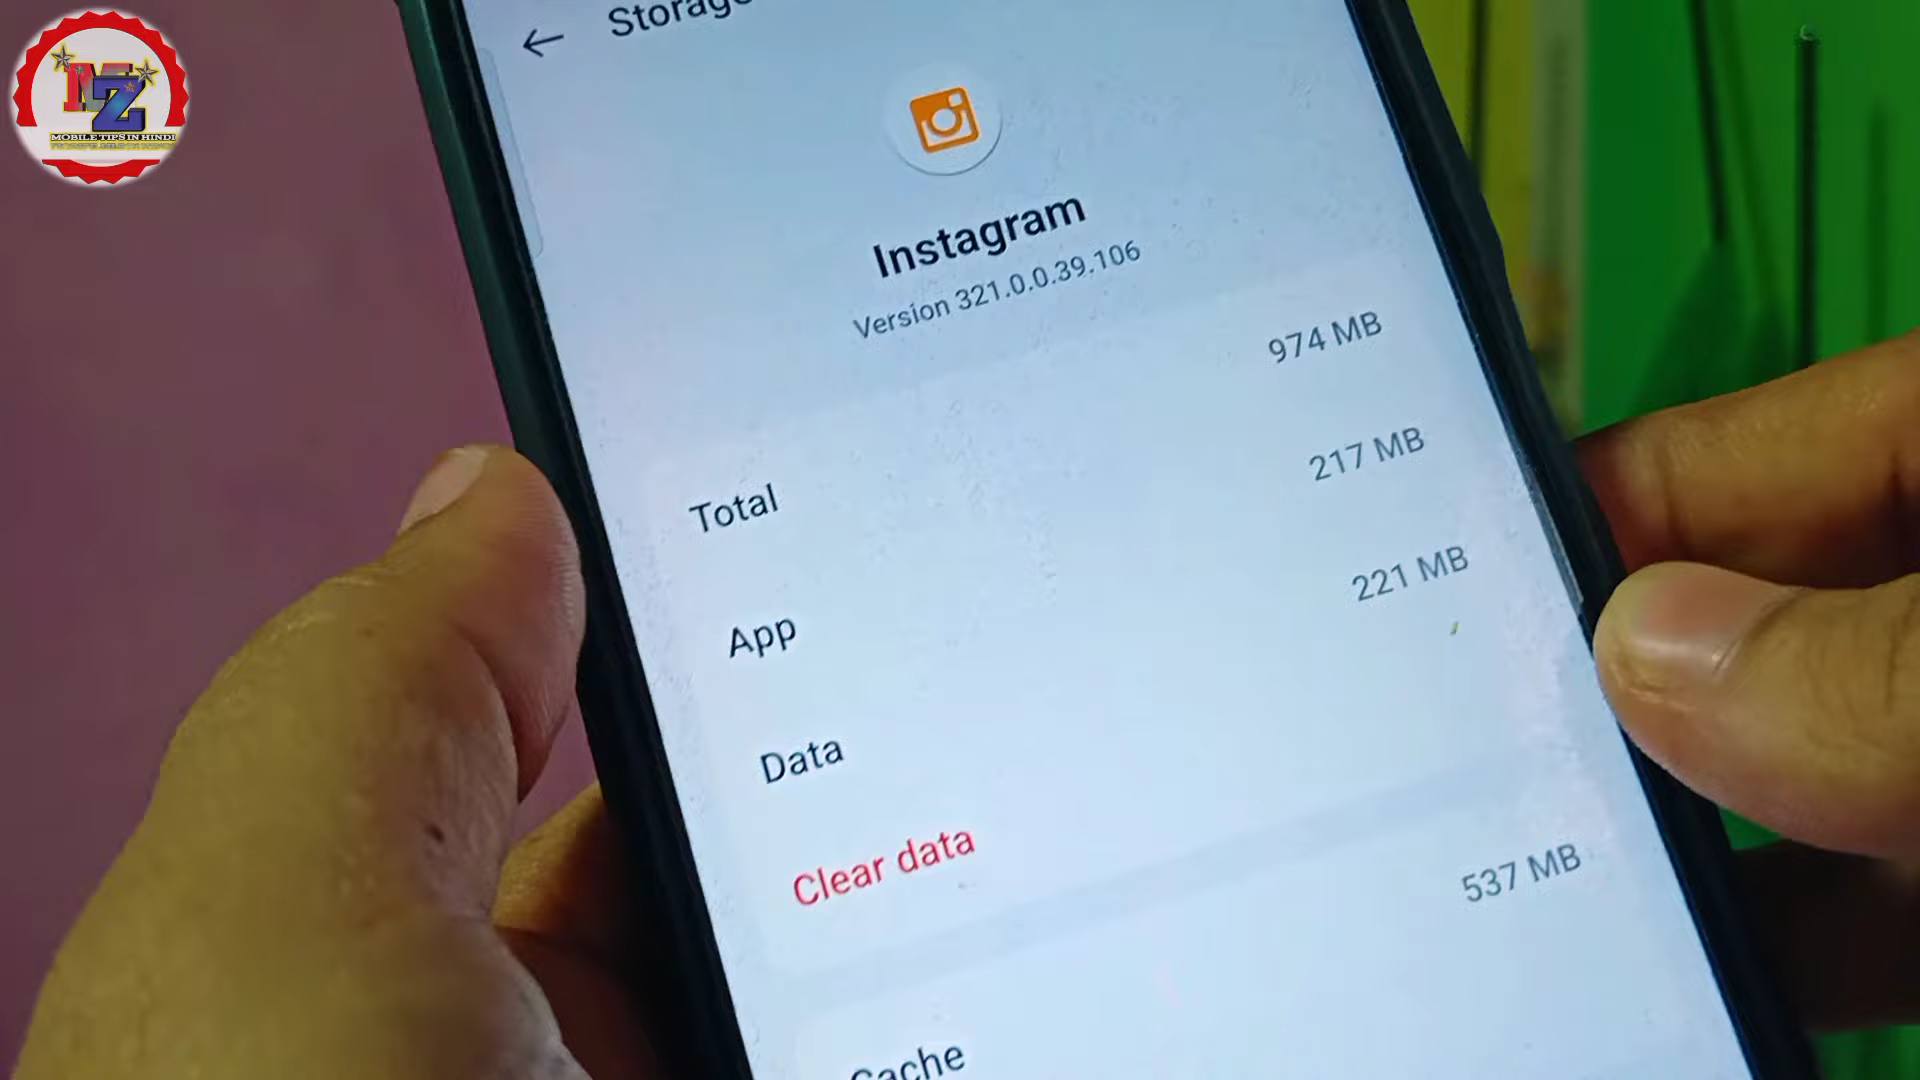 MZ
MOBILE TIPS IN HINDI
Storage
Instagram
Version 321.0.0.39.106
Total 974 MB
App 217 MB
Data 221 MB
Clear data
Cache 537 MB